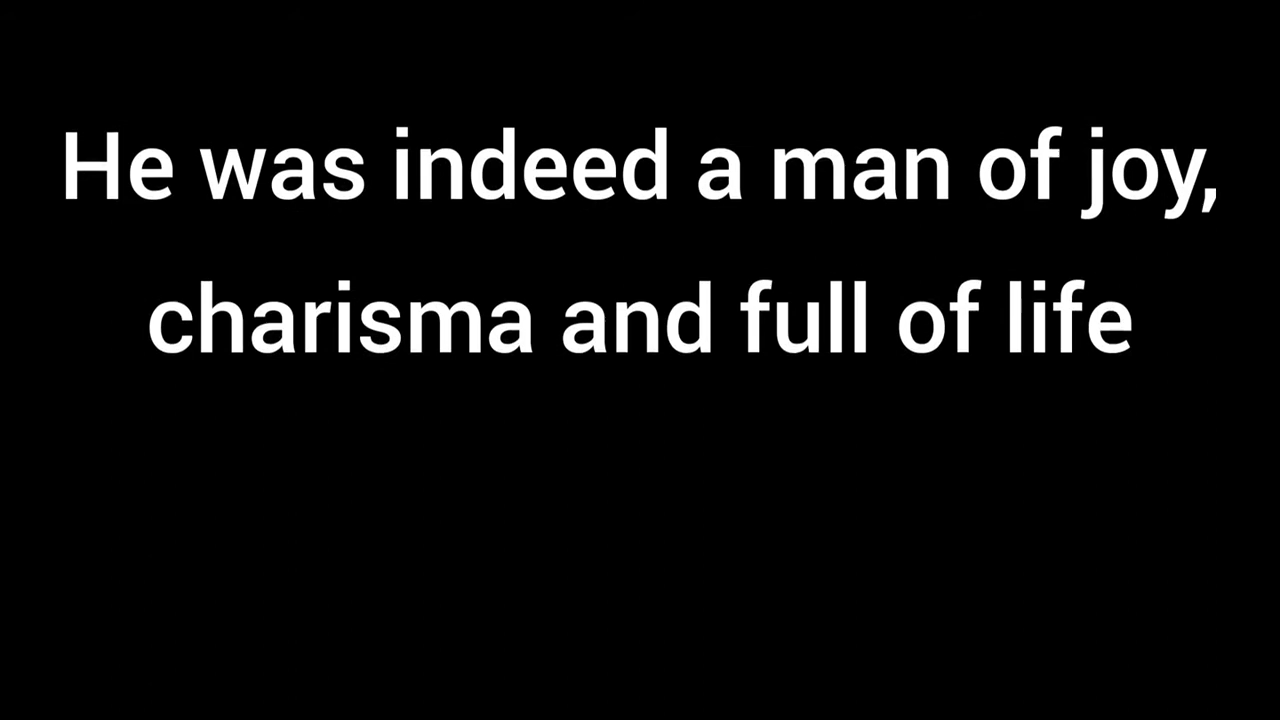 He was indeed a man of joy,
charisma and full of life